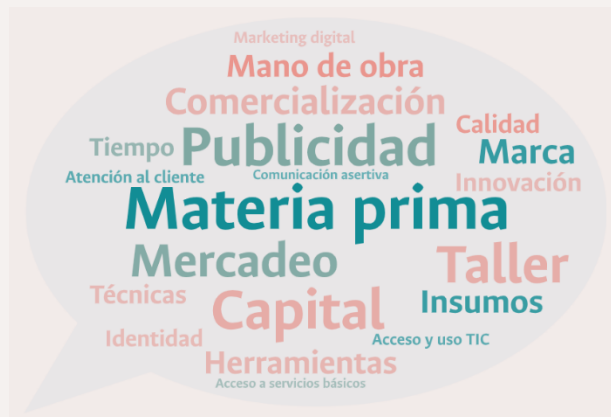 Marketing digital
Mano de obra
Comercialización
Calidad
Tiempo
Publicidad
Marca
Atención al cliente
Comunicación asertiva
Innovación
Materia prima
Mercadeo
Taller
Técnicas
Capital
Insumos
Identidad
Acceso y uso TIC
Herramientas
Acceso a servicios básicos